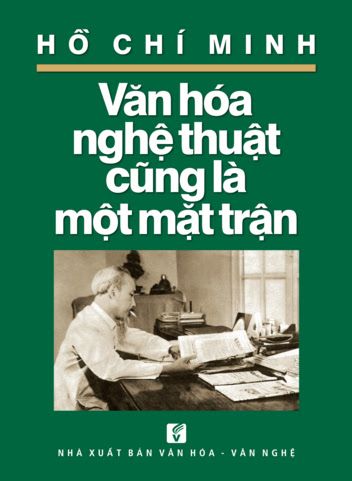 HỒ CHÍ MINH
Văn hóa
nghệ thuật
cũng là
một mặt trận
V
NHÀ XUẤT BẢN VĂN HÓA - VĂN NGHỆ